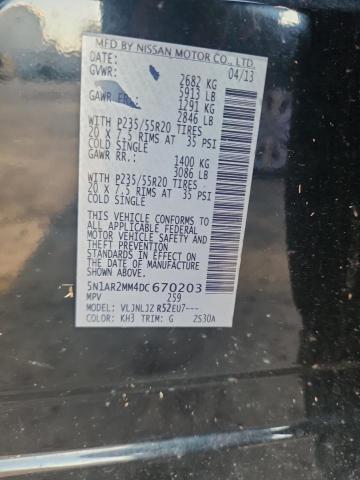 MFD BY NISSAN MOTOR CO., LTD.
DATE: 04/13
GVWR: 2682 KG
5913 LB
GAWR FR.: 1291 KG
2846 LB
WITH P235/55R20 TIRES
20 X 7.5 RIMS AT 35 PSI
COLD SINGLE
GAWR RR.: 1400 KG
3086 LB
WITH P235/55R20 TIRES
20 X 7.5 RIMS AT 35 PSI
COLD SINGLE
THIS VEHICLE CONFORMS TO
ALL APPLICABLE FEDERAL
MOTOR VEHICLE SAFETY AND
STANDARDS IN EFFECT ON THE
DATE OF MANUFACTURE
5N1AR2MM4DC670203
MPV 259
MODEL: VLJNLJZ R52EU7---
COLOR: KH3 TRIM: G 2S30A